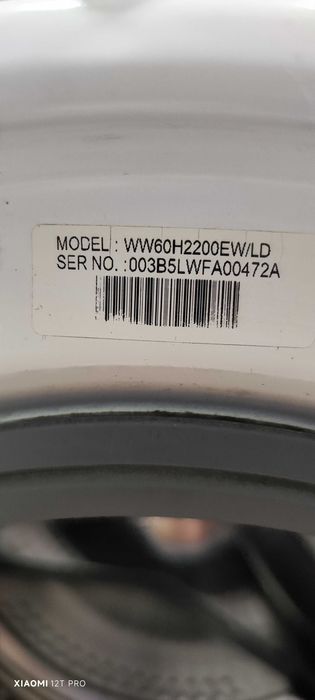 MODEL : WW60H2200EW/LD
SER NO. :003B5LWFA00472A
XIAOMI 12T PRO